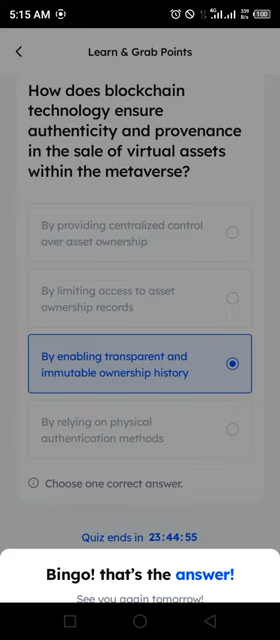 5:15 AM
4G
339
B/s
100
Learn & Grab Points
How does blockchain
technology ensure
authenticity and provenance
in the sale of virtual assets
within the metaverse?
By providing centralized control
over asset ownership
By limiting access to asset
ownership records
By enabling transparent and
immutable ownership history
By relying on physical
authentication methods
Choose one correct answer.
Quiz ends in 23:44:55
Bingo! that's the answer!
See you again tomorrow!